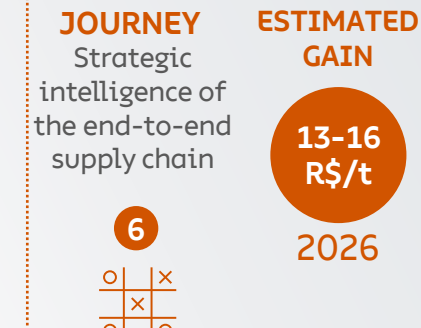 JOURNEY
Strategic
intelligence of
the end-to-end
supply chain
6
ESTIMATED
GAIN
13-16
R$/t
2026